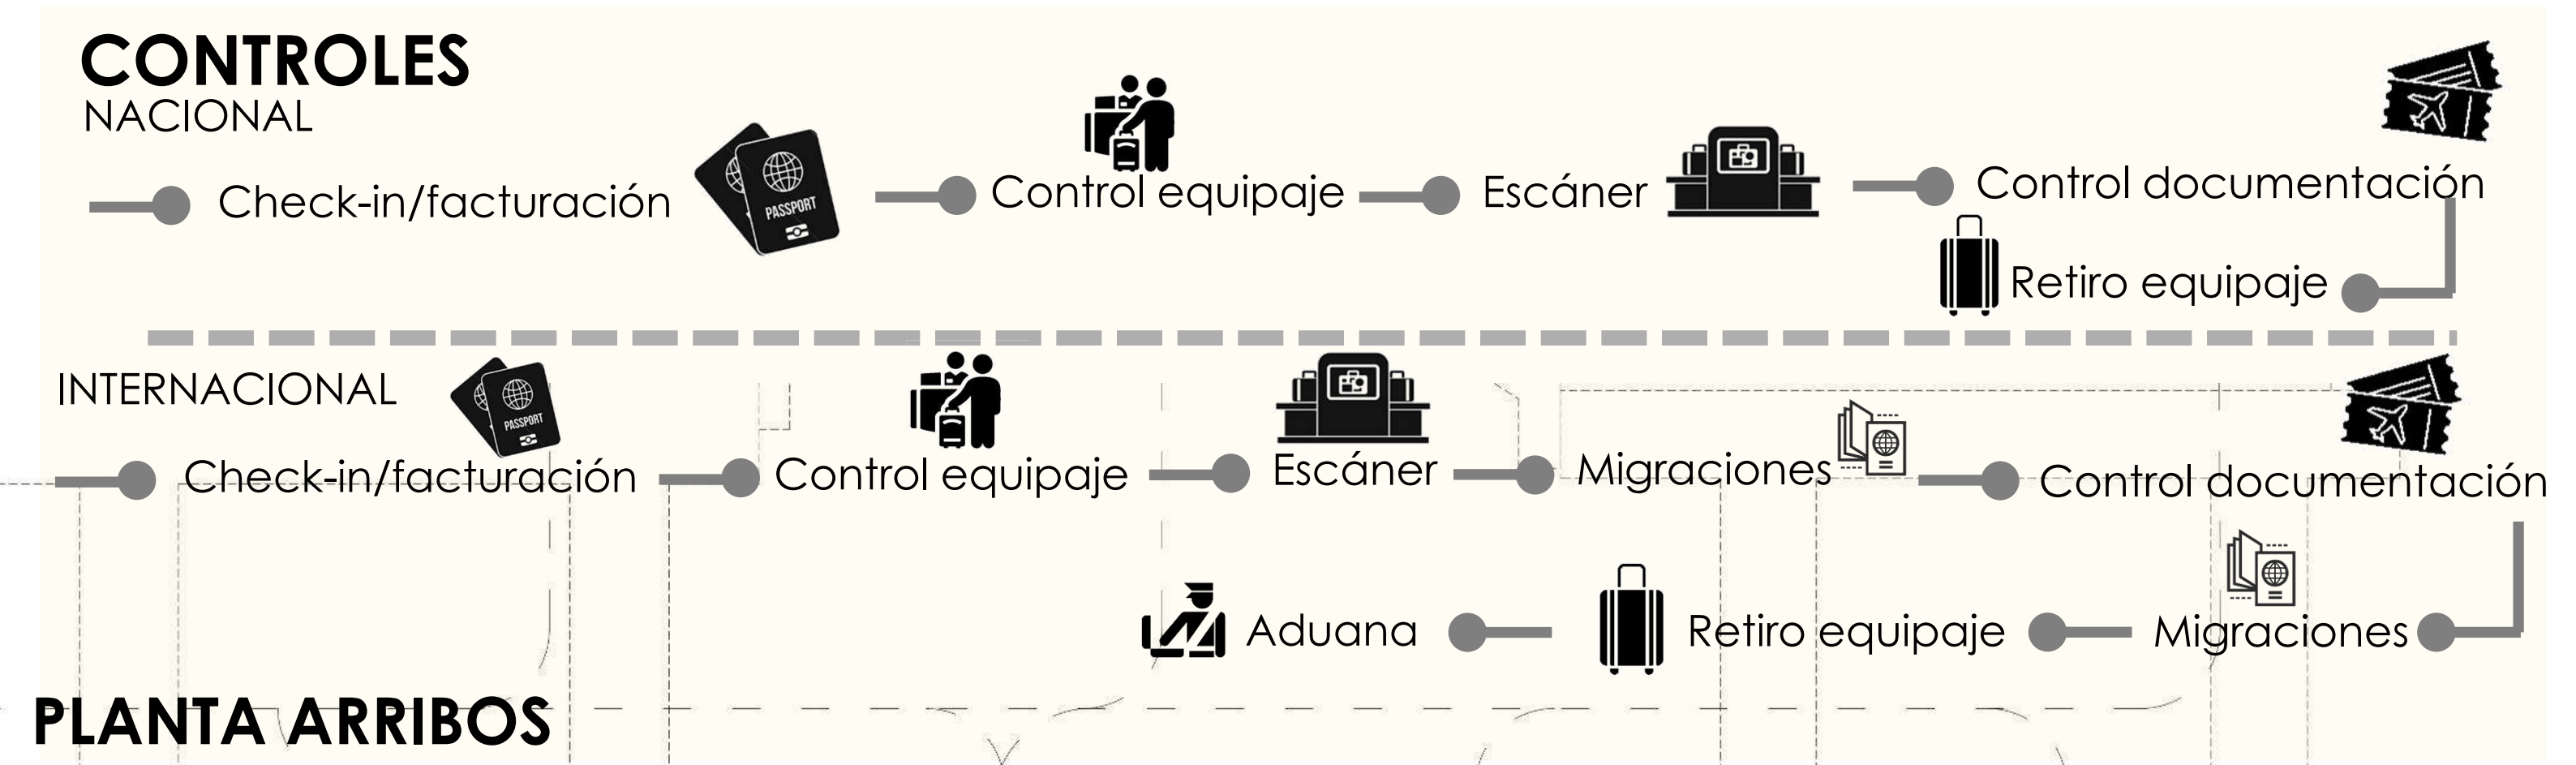 CONTROLES
NACIONAL
Check-in/facturación
PASSPORT
Control equipaje
Escáner
Control documentación
Retiro equipaje
INTERNACIONAL
PASSPORT
Check-in/facturación
Control equipaje
Escáner
Migraciones
Control documentación
Aduana
Retiro equipaje
Migraciones
PLANTA ARRIBOS